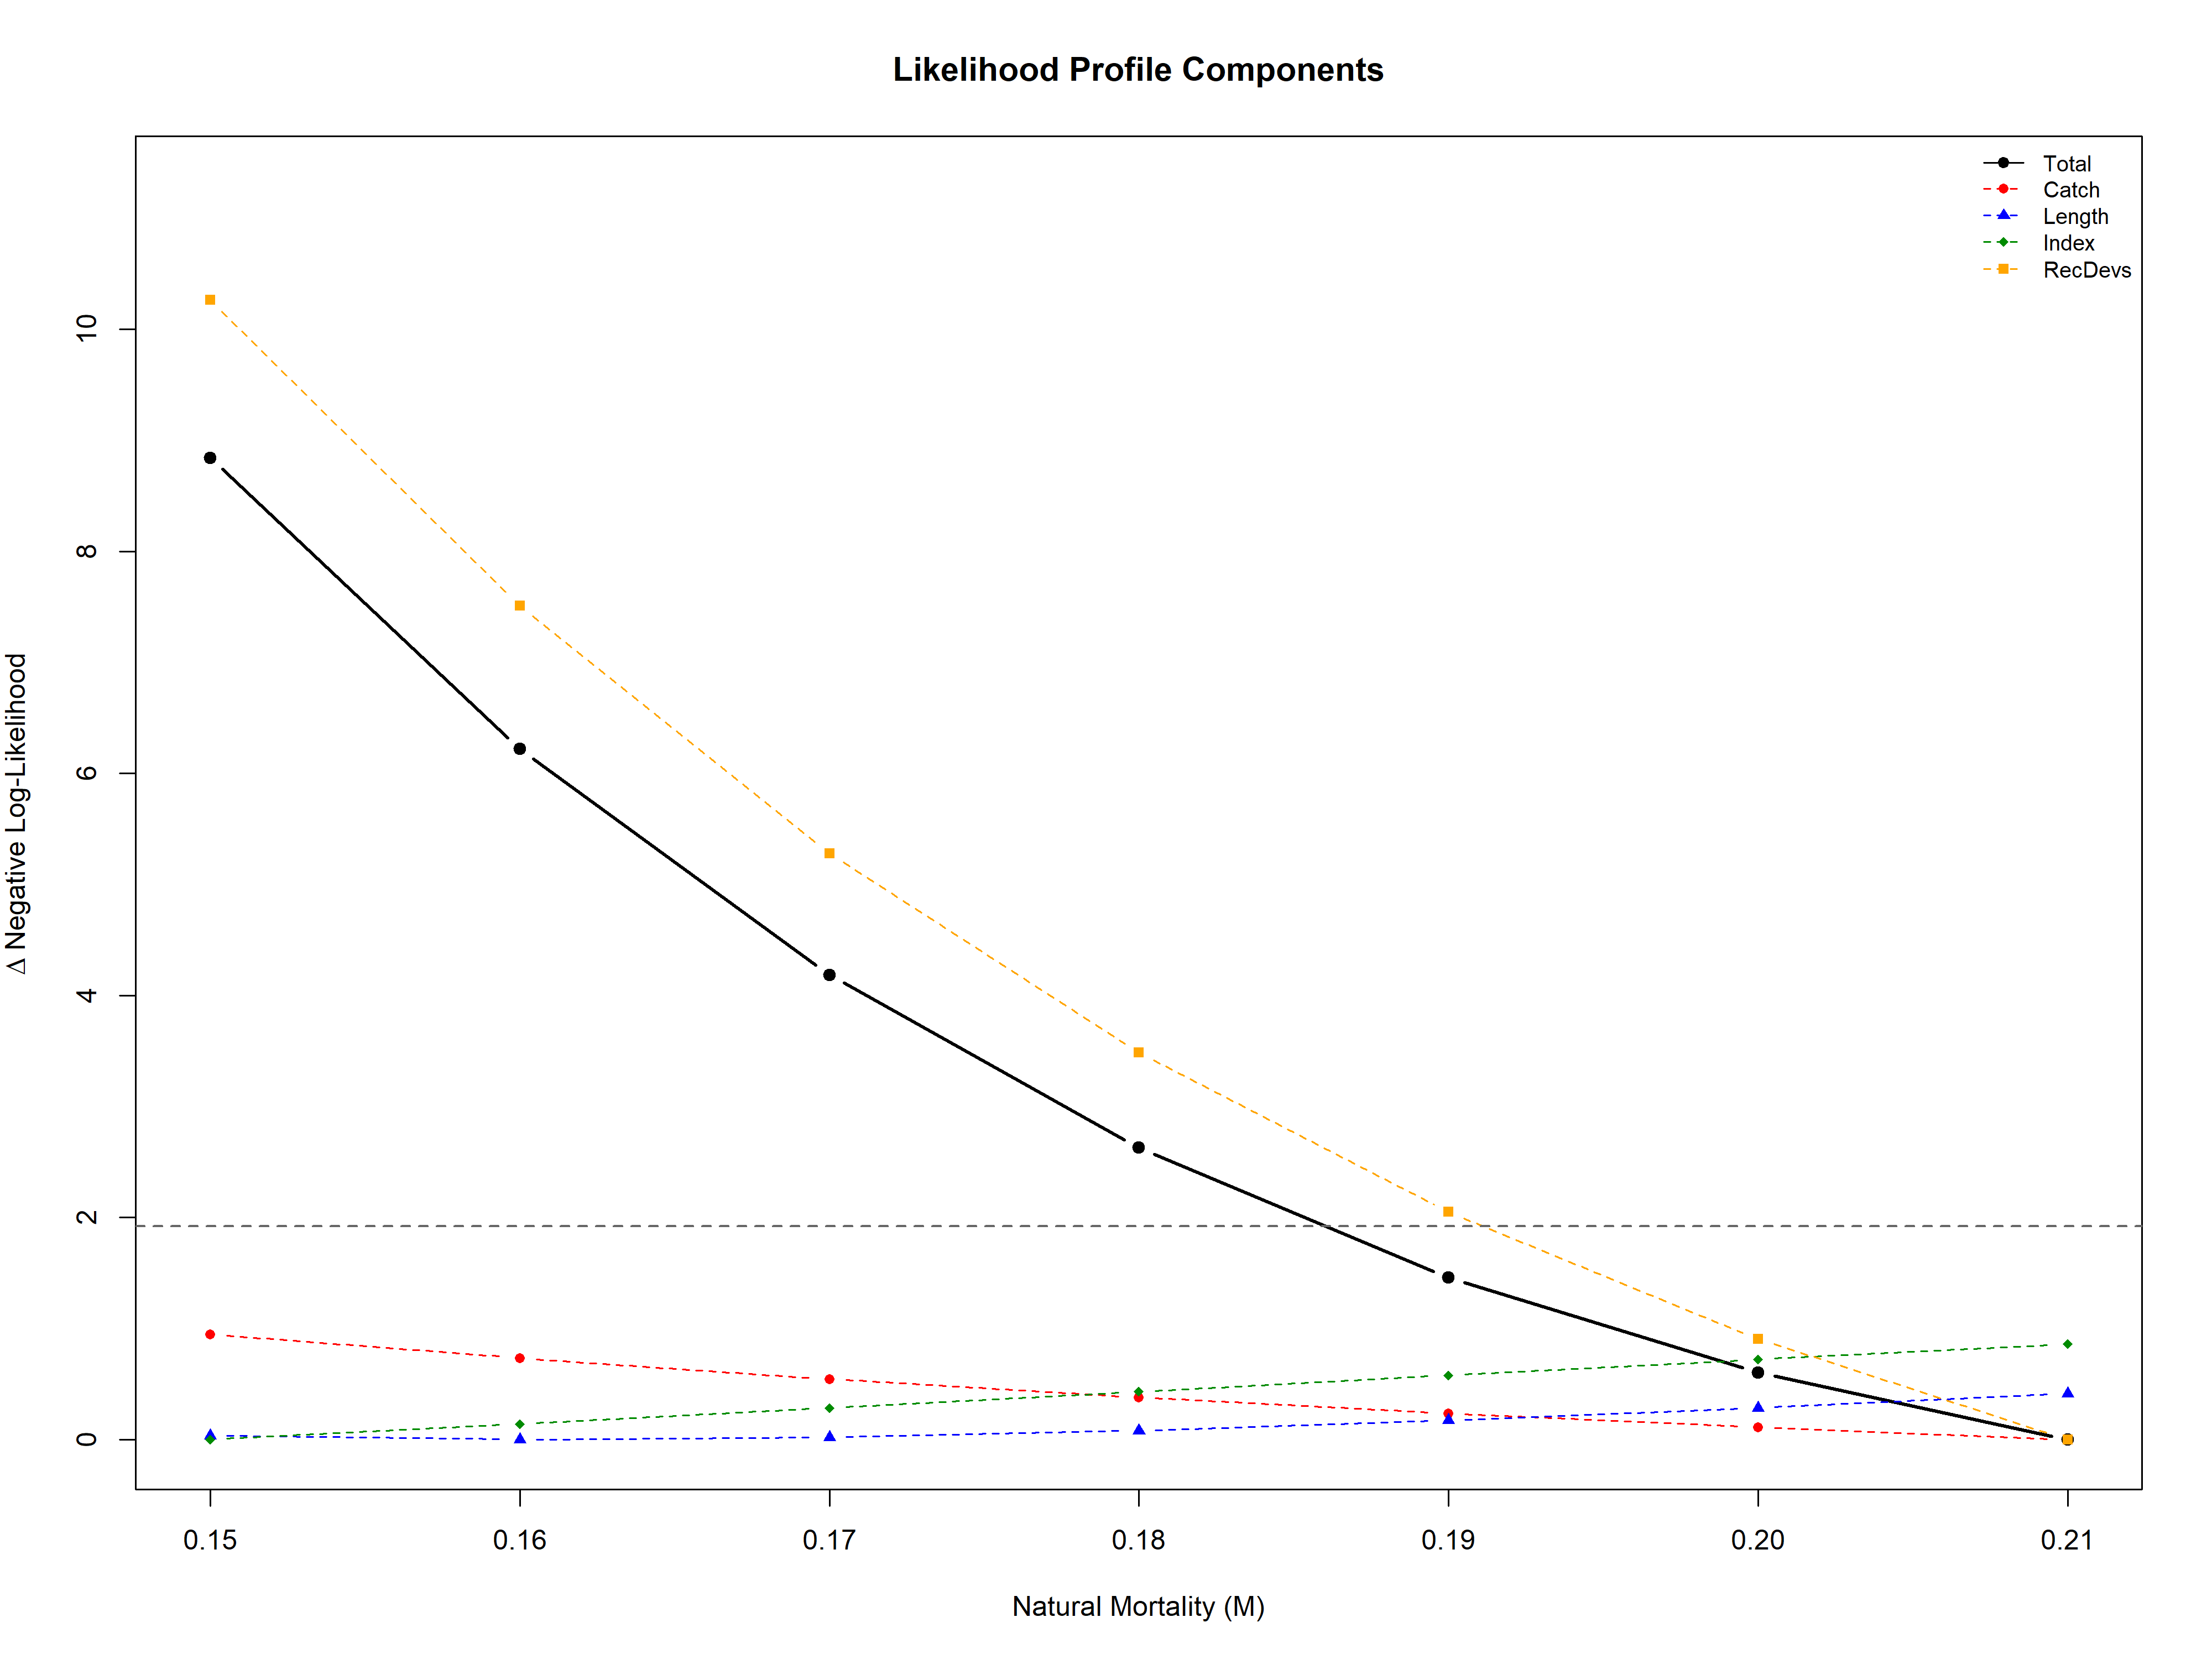 Likelihood Profile Components
Total
Catch
Length
Index
RecDevs
10
8
6
4
2
0
Δ Negative Log-Likelihood
0.15 0.16 0.17 0.18 0.19 0.20 0.21
Natural Mortality (M)